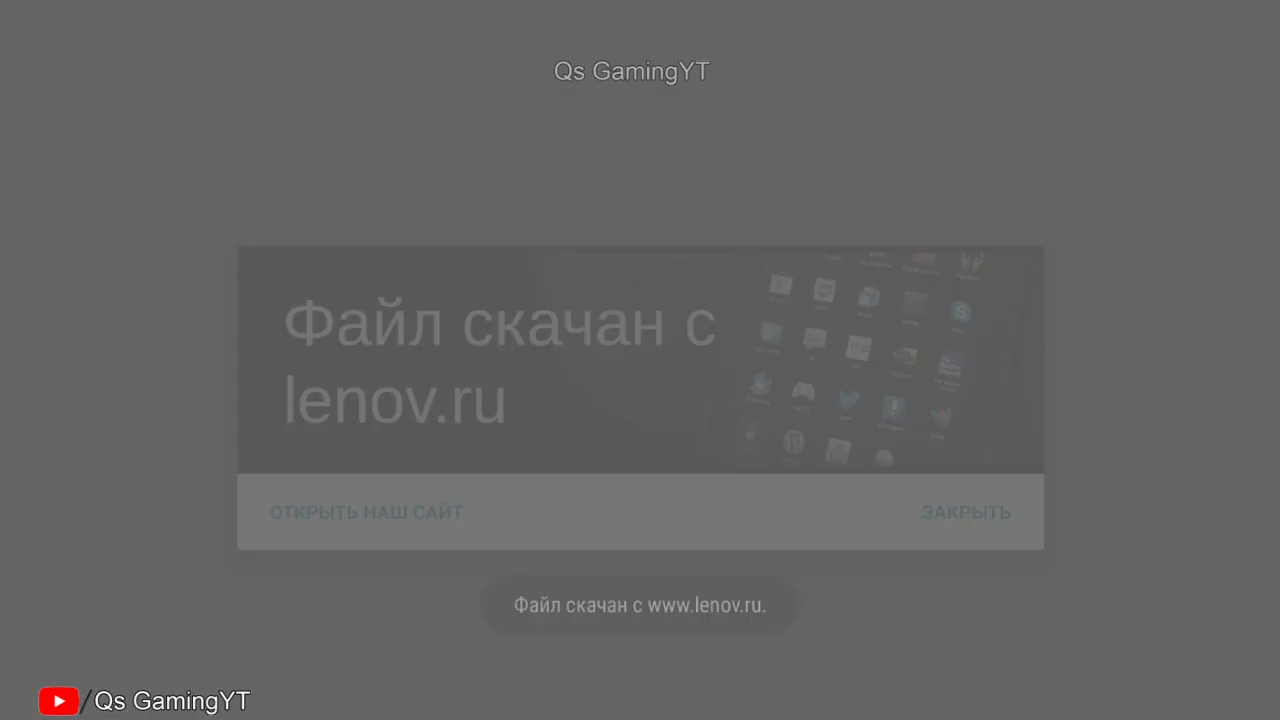 Qs GamingYT
Файл скачан с
lenov.ru
ОТКРЫТЬ НАШ САЙТ
ЗАКРЫТЬ
Файл скачан с www.lenov.ru.
/Qs GamingYT